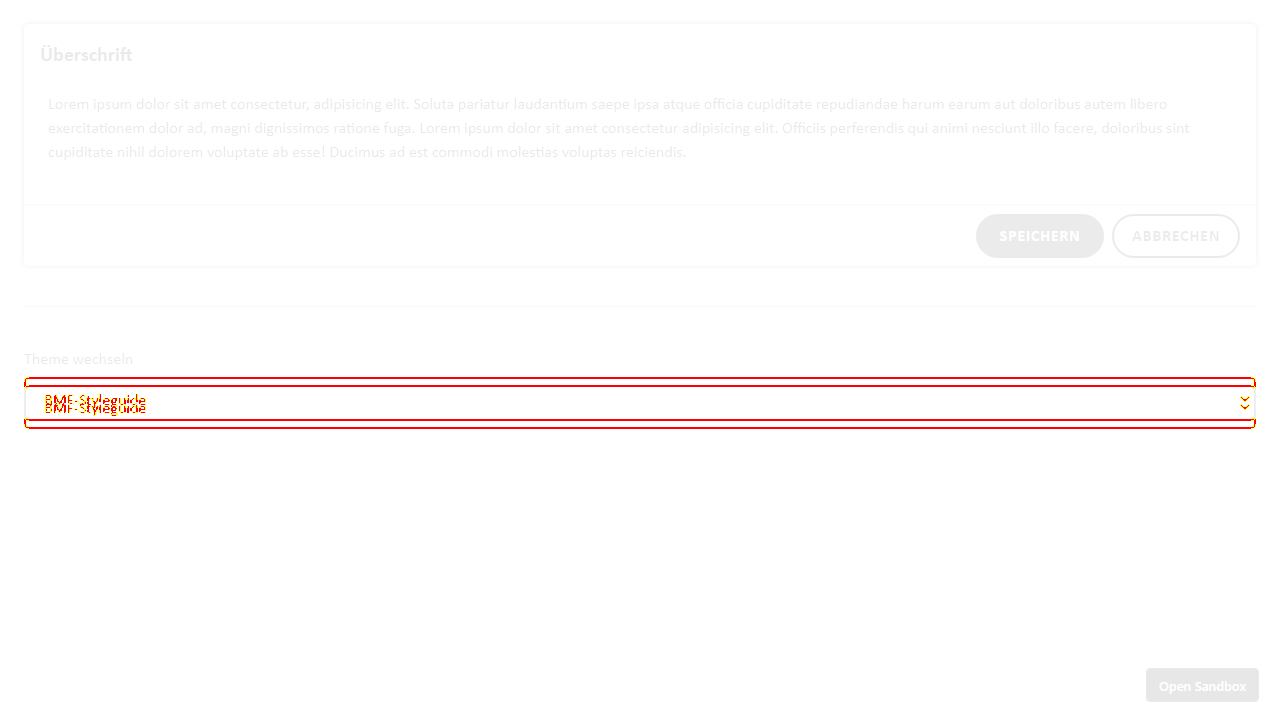 Überschrift
Lorem ipsum dolor sit amet consectetur, adipisicing elit. Soluta pariatur laudantium saepe ipsa atque officia cupiditate repudiandae harum earum aut doloribus autem libero
exercitationem dolor ad, magni dignissimos ratione fuga. Lorem ipsum dolor sit amet consectetur adipisicing elit. Officiis perferendis qui animi nesciunt illo facere, doloribus sint
cupiditate nihil dolorem voluptate ab esse! Ducimus ad est commodi molestias voluptas reiciendis.
SPEICHERN ABBRECHEN
Theme wechseln
BMF-Styleguide
BMF-Styleguide
Open Sandbox